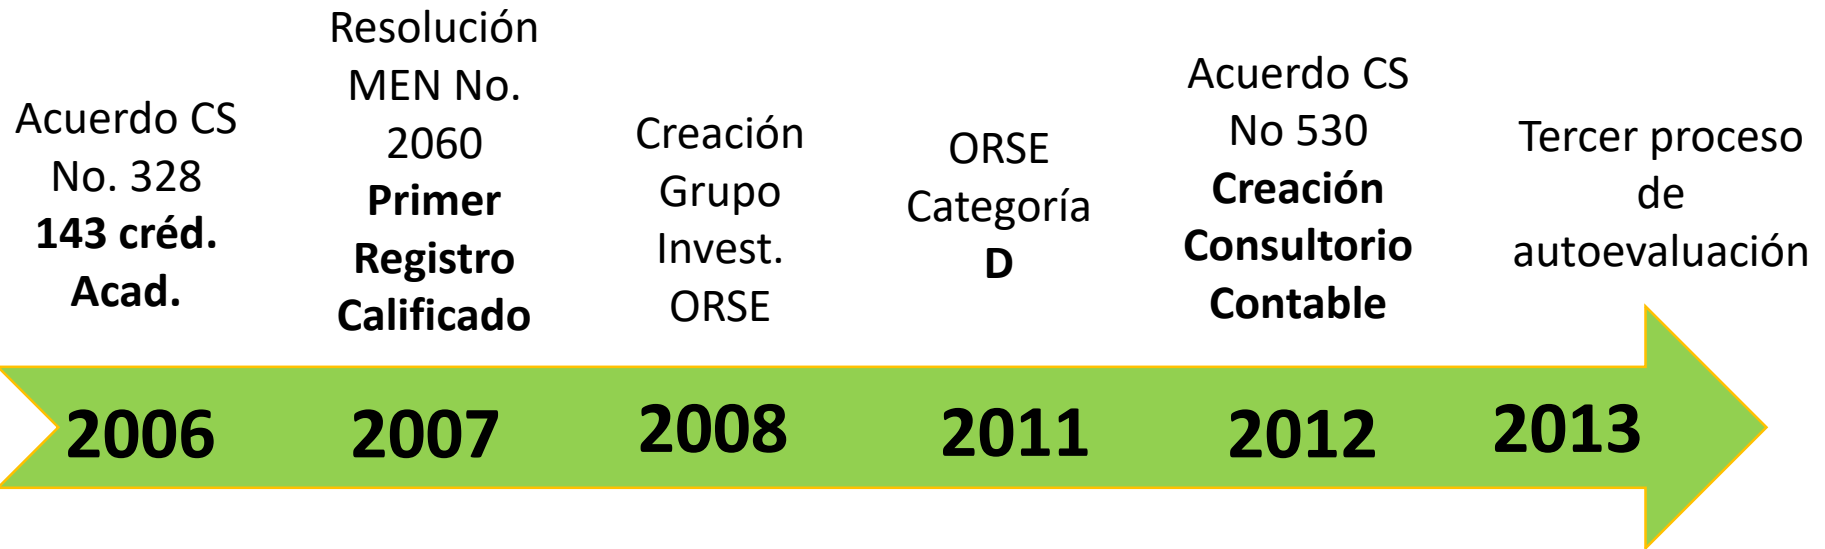 Acuerdo CS
No. 328
143 créd.
Acad.
Resolución
MEN No.
2060
Primer
Registro
Calificado
Creación
Grupo
Invest.
ORSE
ORSE
Categoría
D
Acuerdo CS
No 530
Creación
Consultorio
Contable
Tercer proceso
de
autoevaluación
2006
2007
2008
2011
2012
2013